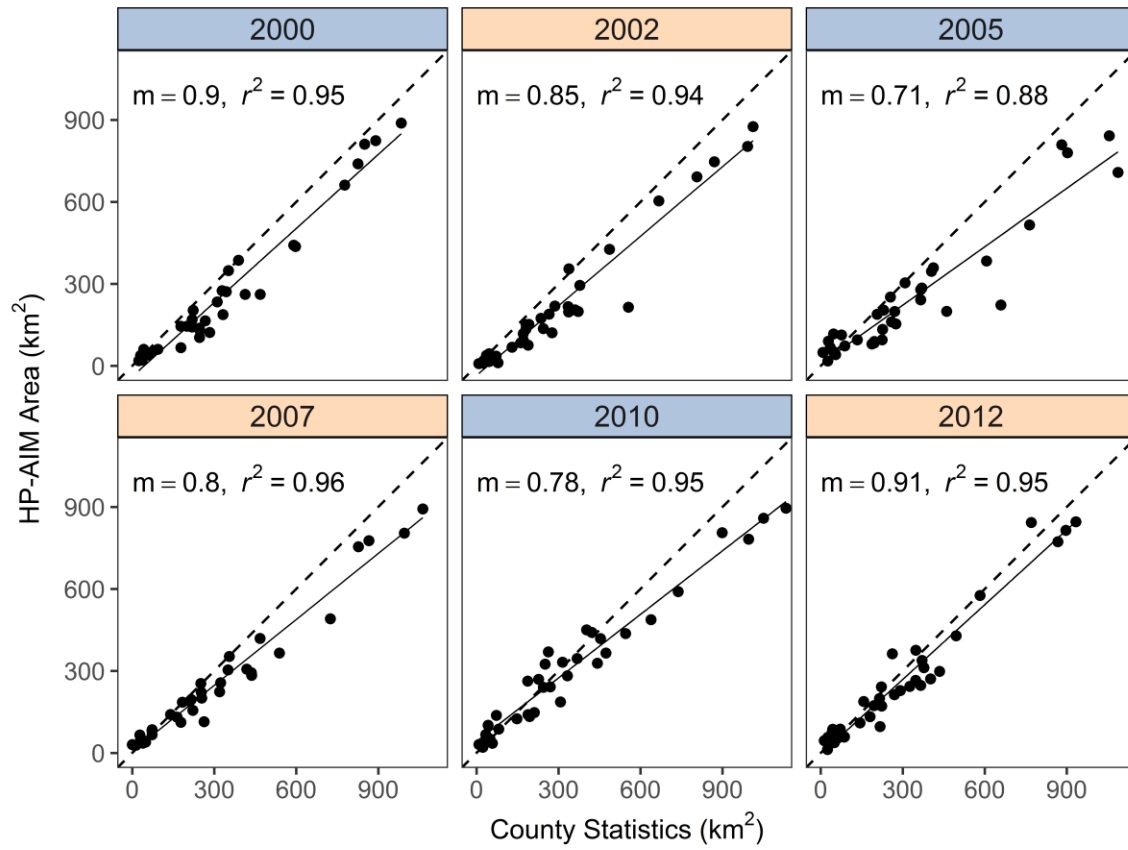 2000 2002 2005
m = 0.9, r² = 0.95 m = 0.85, r² = 0.94 m = 0.71, r² = 0.88
900
600
300
0
HP-AIM Area (km²)
2007 2010 2012
m = 0.8, r² = 0.96 m = 0.78, r² = 0.95 m = 0.91, r² = 0.95
900
600
300
0
0 300 600 900 0 300 600 900 0 300 600 900
County Statistics (km²)